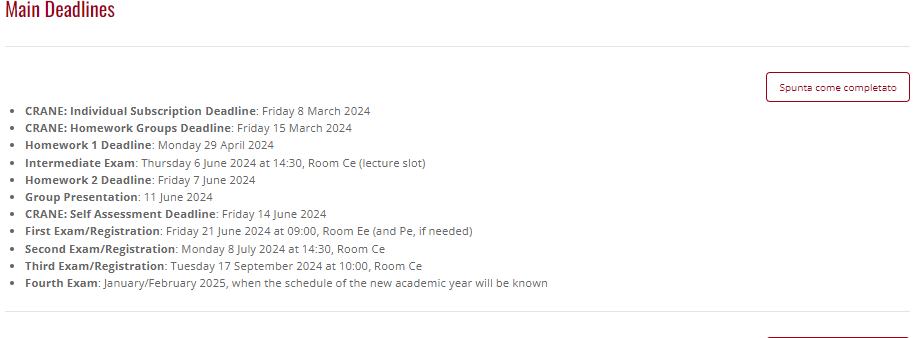 Main Deadlines
Spunta come completato
CRANE: Individual Subscription Deadline: Friday 8 March 2024
CRANE: Homework Groups Deadline: Friday 15 March 2024
Homework 1 Deadline: Monday 29 April 2024
Intermediate Exam: Thursday 6 June 2024 at 14:30, Room Ce (lecture slot)
Homework 2 Deadline: Friday 7 June 2024
Group Presentation: 11 June 2024
CRANE: Self Assessment Deadline: Friday 14 June 2024
First Exam/Registration: Friday 21 June 2024 at 09:00, Room Ee (and Pe, if needed)
Second Exam/Registration: Monday 8 July 2024 at 14:30, Room Ce
Third Exam/Registration: Tuesday 17 September 2024 at 10:00, Room Ce
Fourth Exam: January/February 2025, when the schedule of the new academic year will be known